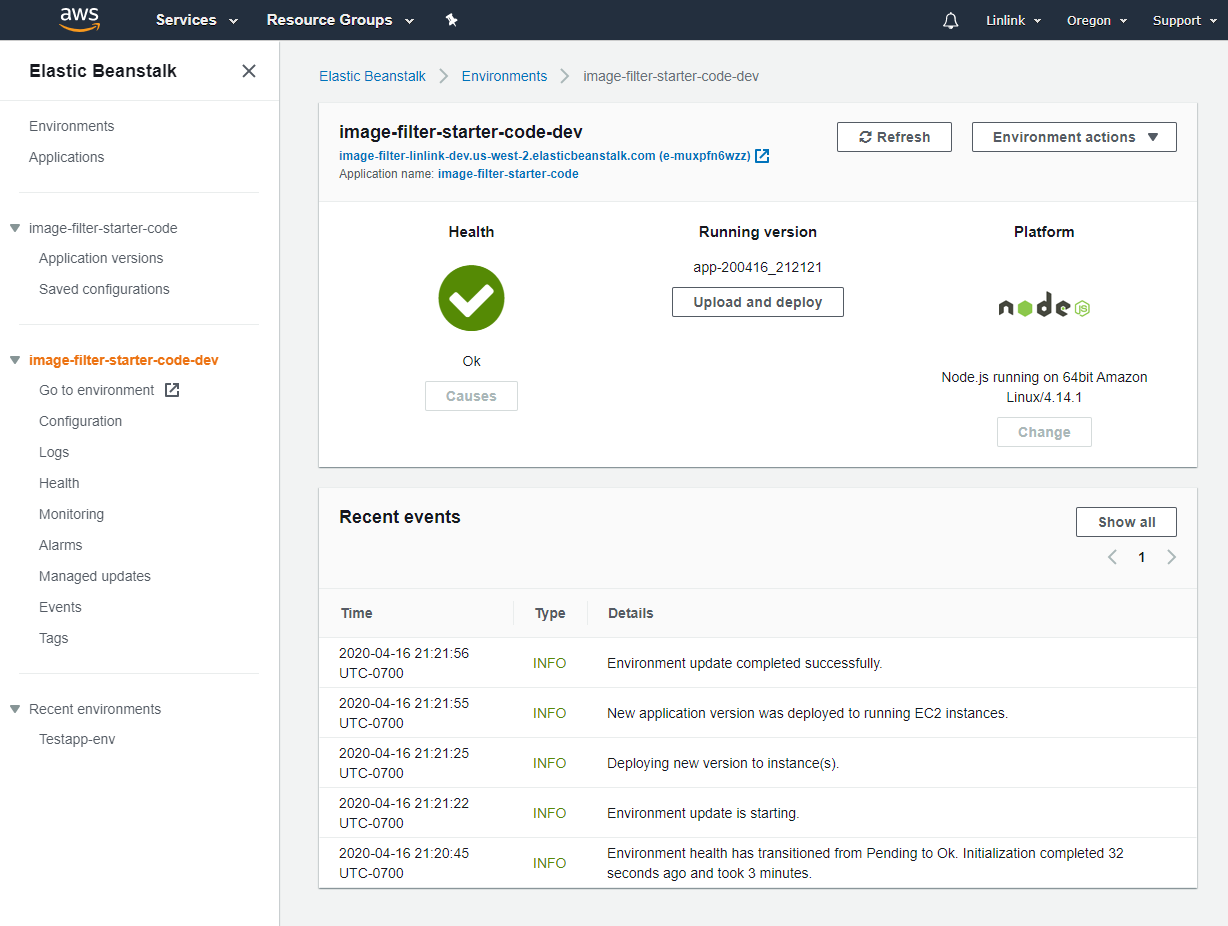 aws Services Resource Groups Linlink Oregon Support
Elastic Beanstalk
Environments
Applications
image-filter-starter-code
Application versions
Saved configurations
image-filter-starter-code-dev
Go to environment
Configuration
Logs
Health
Monitoring
Alarms
Managed updates
Events
Tags
Recent environments
Testapp-env
Elastic Beanstalk Environments image-filter-starter-code-dev
image-filter-starter-code-dev
image-filter-linlink-dev.us-west-2.elasticbeanstalk.com (e-muxpfn6wzz)
Application name: image-filter-starter-code
Refresh Environment actions
Health
Ok
Causes
Running version
app-200416_212121
Upload and deploy
Platform
node JS
Node.js running on 64bit Amazon
Linux/4.14.1
Change
Recent events
Show all
1
Time Type Details
2020-04-16 21:21:56
UTC-0700
INFO
Environment update completed successfully.
2020-04-16 21:21:55
UTC-0700
INFO
New application version was deployed to running EC2 instances.
2020-04-16 21:21:25
UTC-0700
INFO
Deploying new version to instance(s).
2020-04-16 21:21:22
UTC-0700
INFO
Environment update is starting.
2020-04-16 21:20:45
UTC-0700
INFO
Environment health has transitioned from Pending to Ok. Initialization completed 32
seconds ago and took 3 minutes.